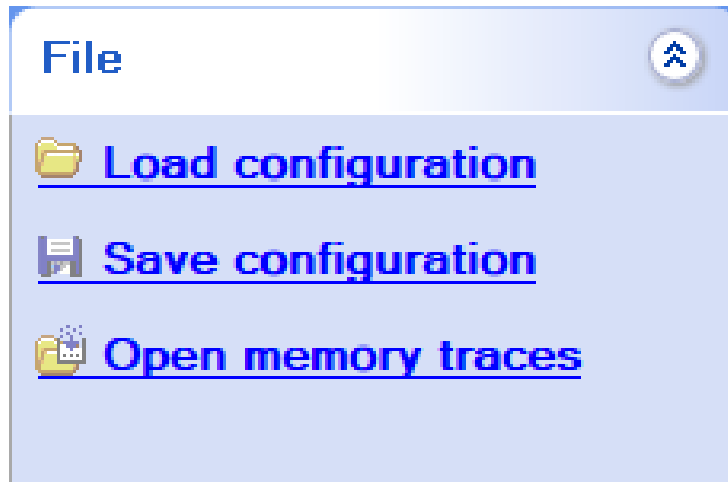 File
Load configuration
Save configuration
Open memory traces